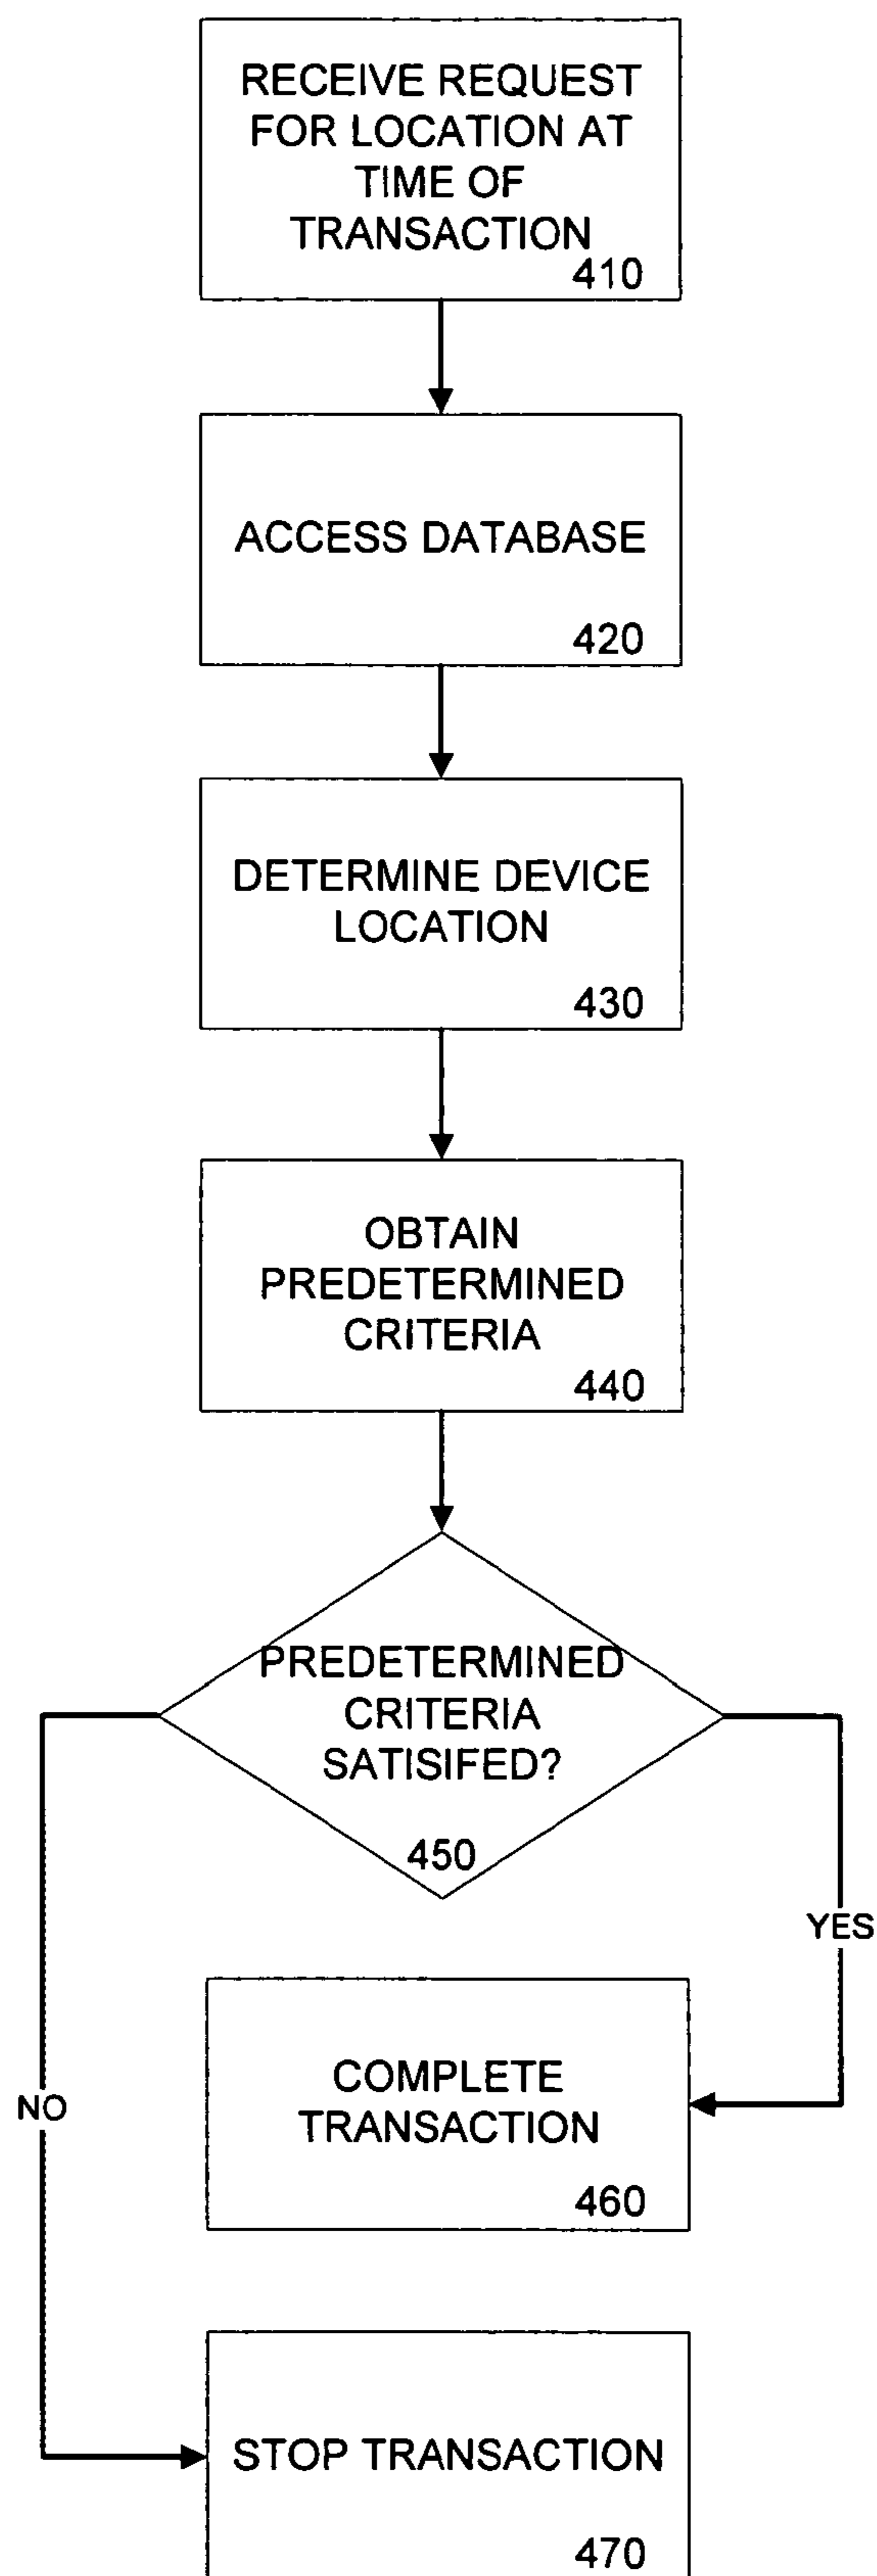 RECEIVE REQUEST
FOR LOCATION AT
TIME OF
TRANSACTION
410
ACCESS DATABASE
420
DETERMINE DEVICE
LOCATION
430
OBTAIN
PREDETERMINED
CRITERIA
440
PREDETERMINED
CRITERIA
SATISIFED?
450
YES
COMPLETE
TRANSACTION
460
NO
STOP TRANSACTION
470